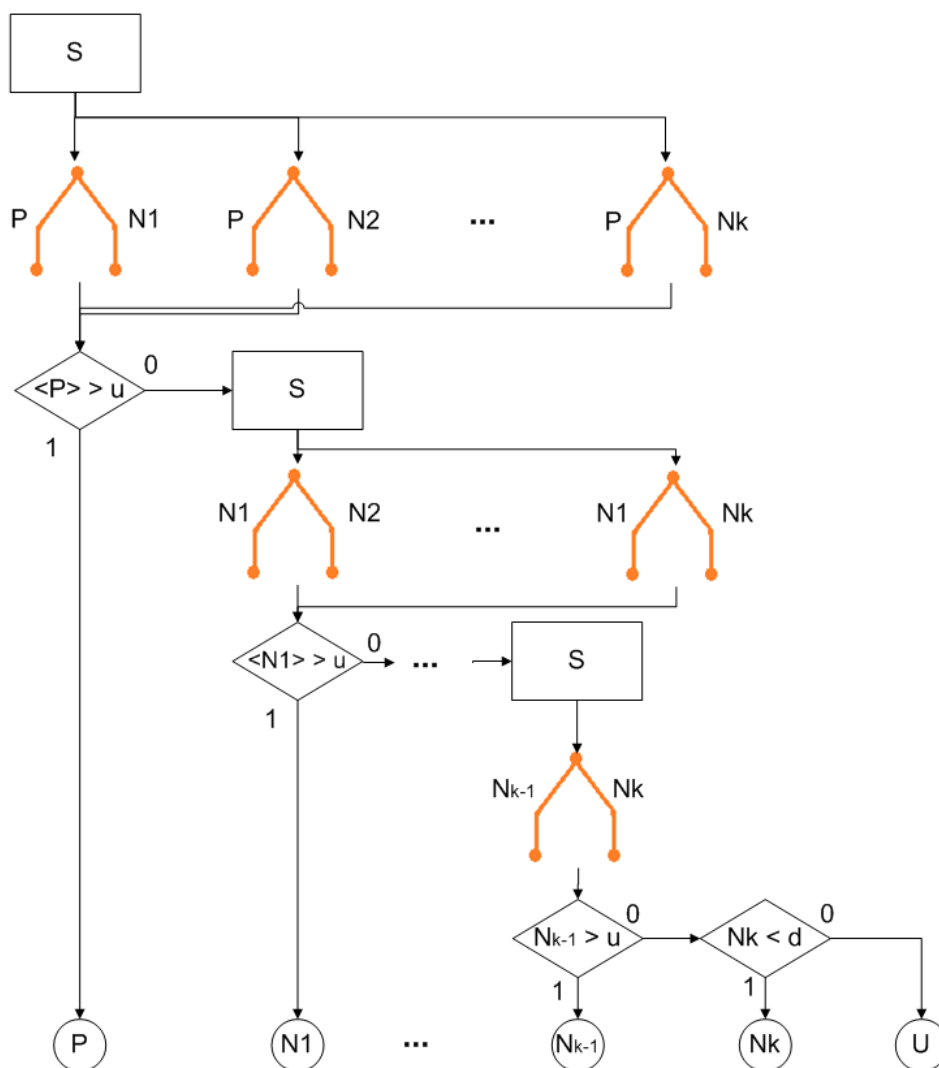 S
P N1 P N2 ... P Nk
<P> > u 0
1
S
N1 N2 ... N1 Nk
<N1> > u 0 ...
1
S
Nk-1 Nk
Nk-1 > u 0
1
Nk < d 0
1
P N1 ... Nk-1 Nk U